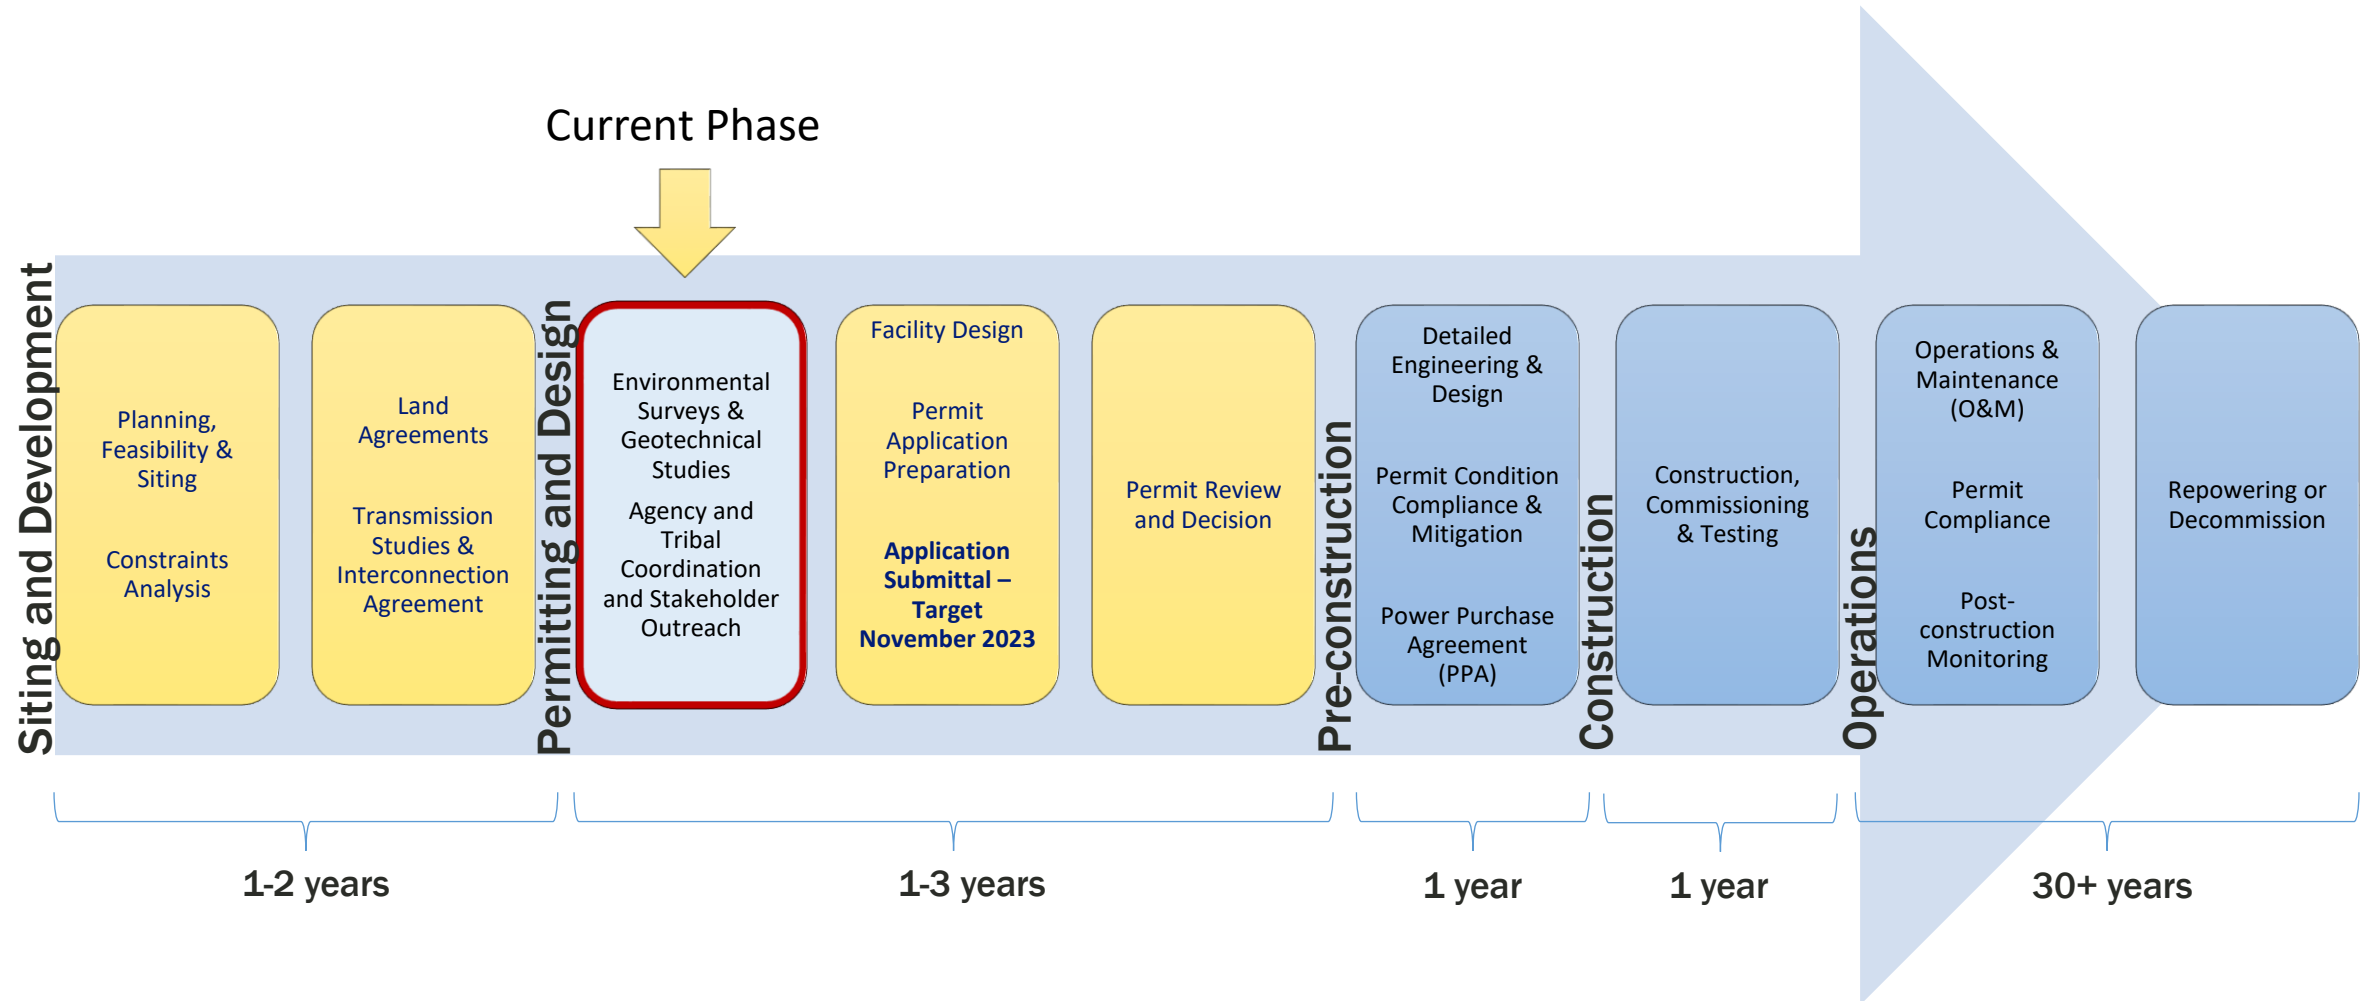 Current Phase
Siting and Development
Planning,
Feasibility &
Siting
Constraints
Analysis
Land
Agreements
Transmission
Studies &
Interconnection
Agreement
Permitting and Design
Environmental
Surveys &
Geotechnical
Studies
Agency and
Tribal
Coordination
and Stakeholder
Outreach
Facility Design
Permit
Application
Preparation
Application
Submittal –
Target
November 2023
Permit Review
and Decision
Pre-construction
Detailed
Engineering &
Design
Permit Condition
Compliance &
Mitigation
Power Purchase
Agreement
(PPA)
Construction
Construction,
Commissioning
& Testing
Operations
Operations &
Maintenance
(O&M)
Permit
Compliance
Post-
construction
Monitoring
Repowering or
Decommission
1-2 years
1-3 years
1 year
1 year
30+ years